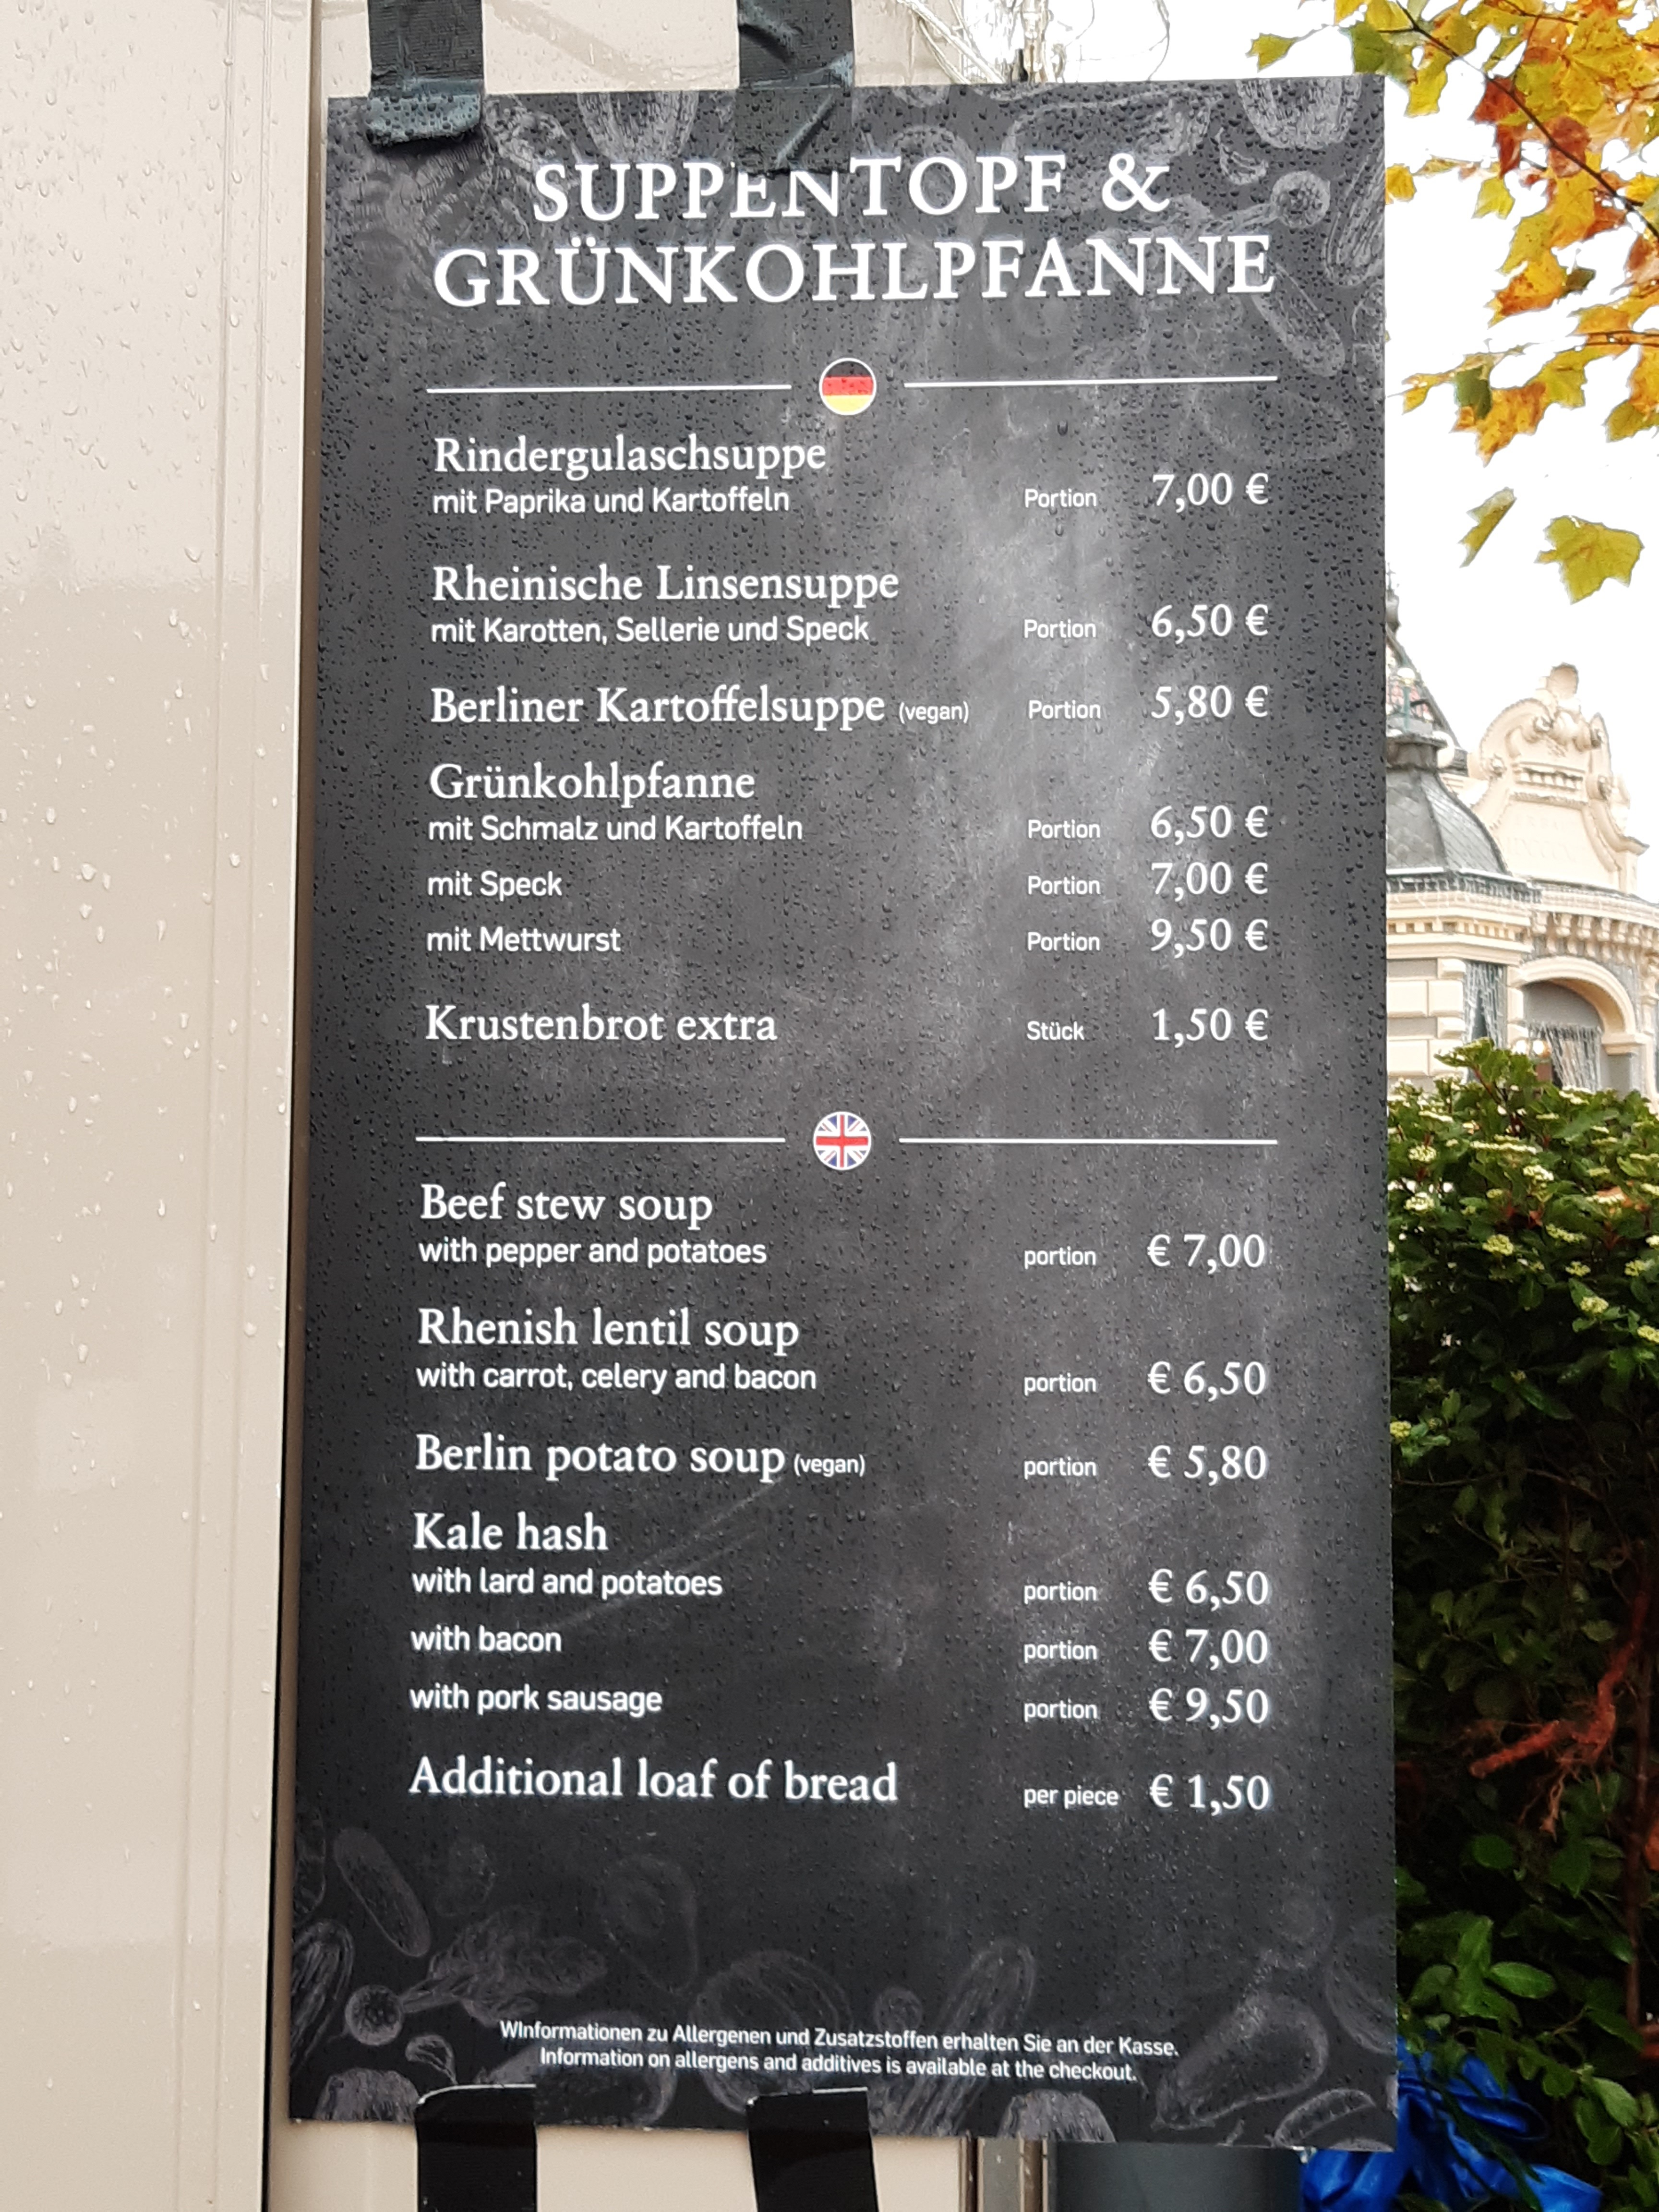 SUPPENTOPF &
GRÜNKOHLPFANNE
Rindergulaschsuppe
mit Paprika und Kartoffeln Portion 7,00 €
Rheinische Linsensuppe
mit Karotten, Sellerie und Speck Portion 6,50 €
Berliner Kartoffelsuppe (vegan) Portion 5,80 €
Grünkohlpfanne
mit Schmalz und Kartoffeln Portion 6,50 €
mit Speck Portion 7,00 €
mit Mettwurst Portion 9,50 €
Krustenbrot extra Stück 1,50 €
Beef stew soup
with pepper and potatoes portion € 7,00
Rhenish lentil soup
with carrot, celery and bacon portion € 6,50
Berlin potato soup (vegan) portion € 5,80
Kale hash
with lard and potatoes portion € 6,50
with bacon portion € 7,00
with pork sausage portion € 9,50
Additional loaf of bread per piece € 1,50
WInformationen zu Allergenen und Zusatzstoffen erhalten Sie an der Kasse.
Information on allergens and additives is available at the checkout.